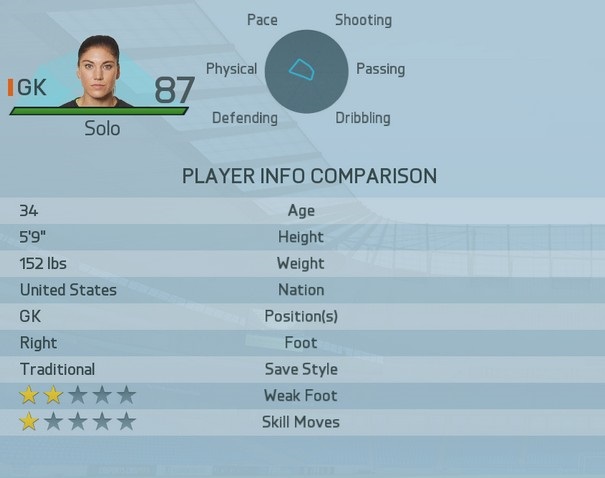 Pace Shooting
Physical Passing
GK 87
Solo
Defending Dribbling
PLAYER INFO COMPARISON
34 Age
5'9" Height
152 lbs Weight
United States Nation
GK Position(s)
Right Foot
Traditional Save Style
Weak Foot
Skill Moves